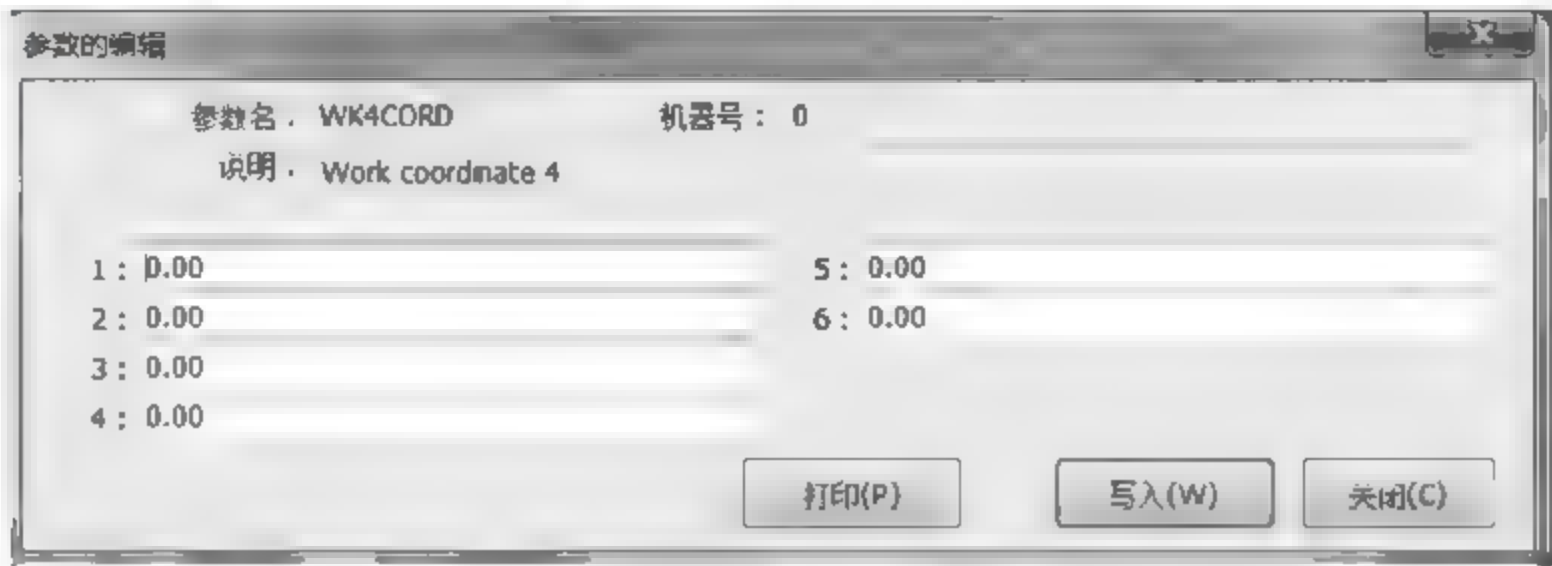 参数的编辑
参数名: WK4CORD 机器号: 0
说明: Work coordinate 4
1: 0.00 5: 0.00
2: 0.00 6: 0.00
3: 0.00
4: 0.00
打印(P) 写入(W) 关闭(C)